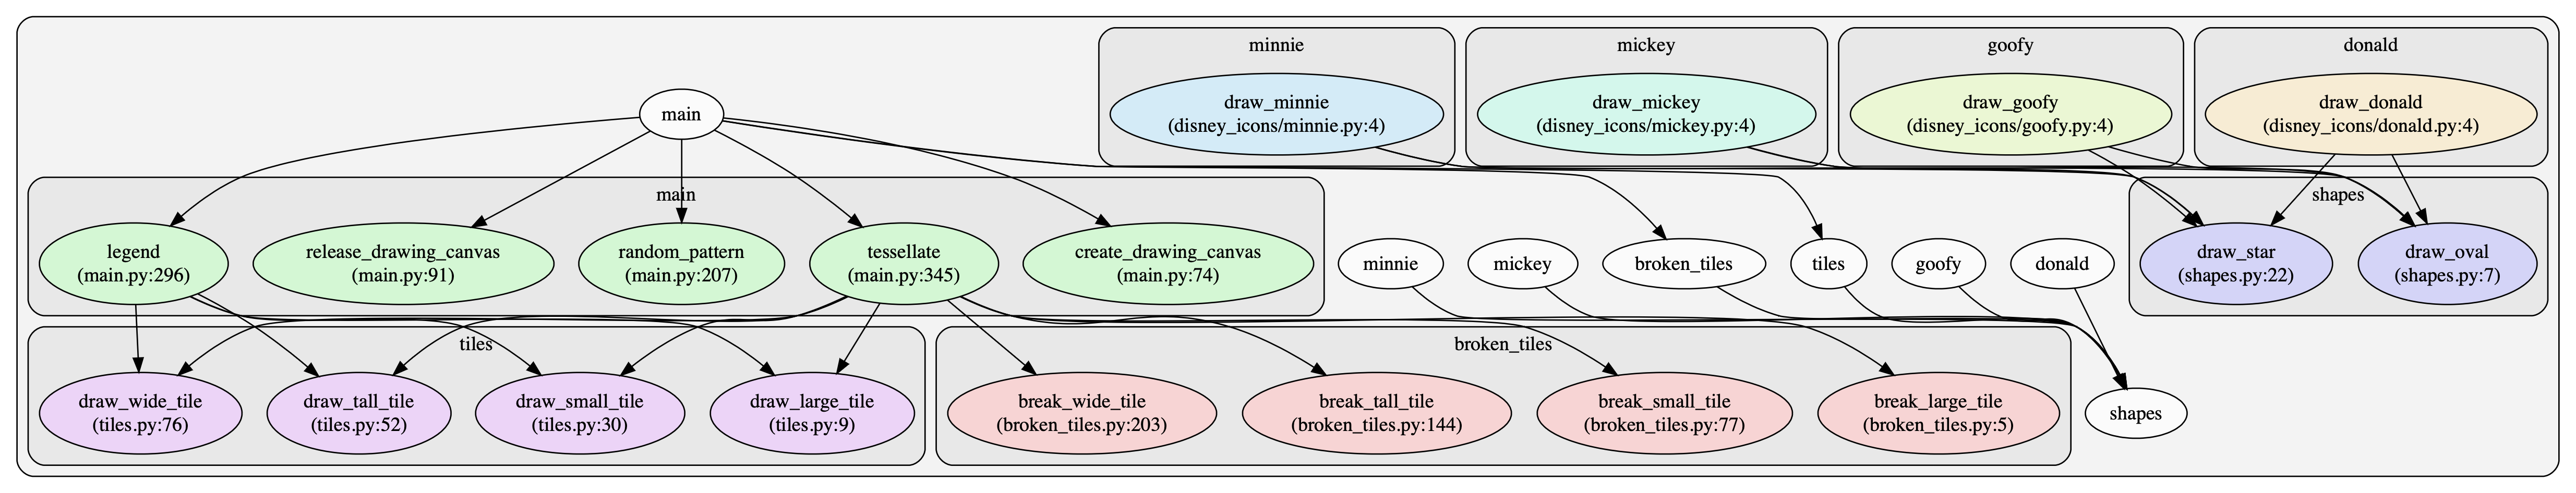 minnie
mickey
goofy
donald
main
draw_minnie
(disney_icons/minnie.py:4)
draw_mickey
(disney_icons/mickey.py:4)
draw_goofy
(disney_icons/goofy.py:4)
draw_donald
(disney_icons/donald.py:4)
main
shapes
legend
(main.py:296)
release_drawing_canvas
(main.py:91)
random_pattern
(main.py:207)
tessellate
(main.py:345)
create_drawing_canvas
(main.py:74)
minnie
mickey
broken_tiles
tiles
goofy
donald
draw_star
(shapes.py:22)
draw_oval
(shapes.py:7)
tiles
broken_tiles
draw_wide_tile
(tiles.py:76)
draw_tall_tile
(tiles.py:52)
draw_small_tile
(tiles.py:30)
draw_large_tile
(tiles.py:9)
break_wide_tile
(broken_tiles.py:203)
break_tall_tile
(broken_tiles.py:144)
break_small_tile
(broken_tiles.py:77)
break_large_tile
(broken_tiles.py:5)
shapes